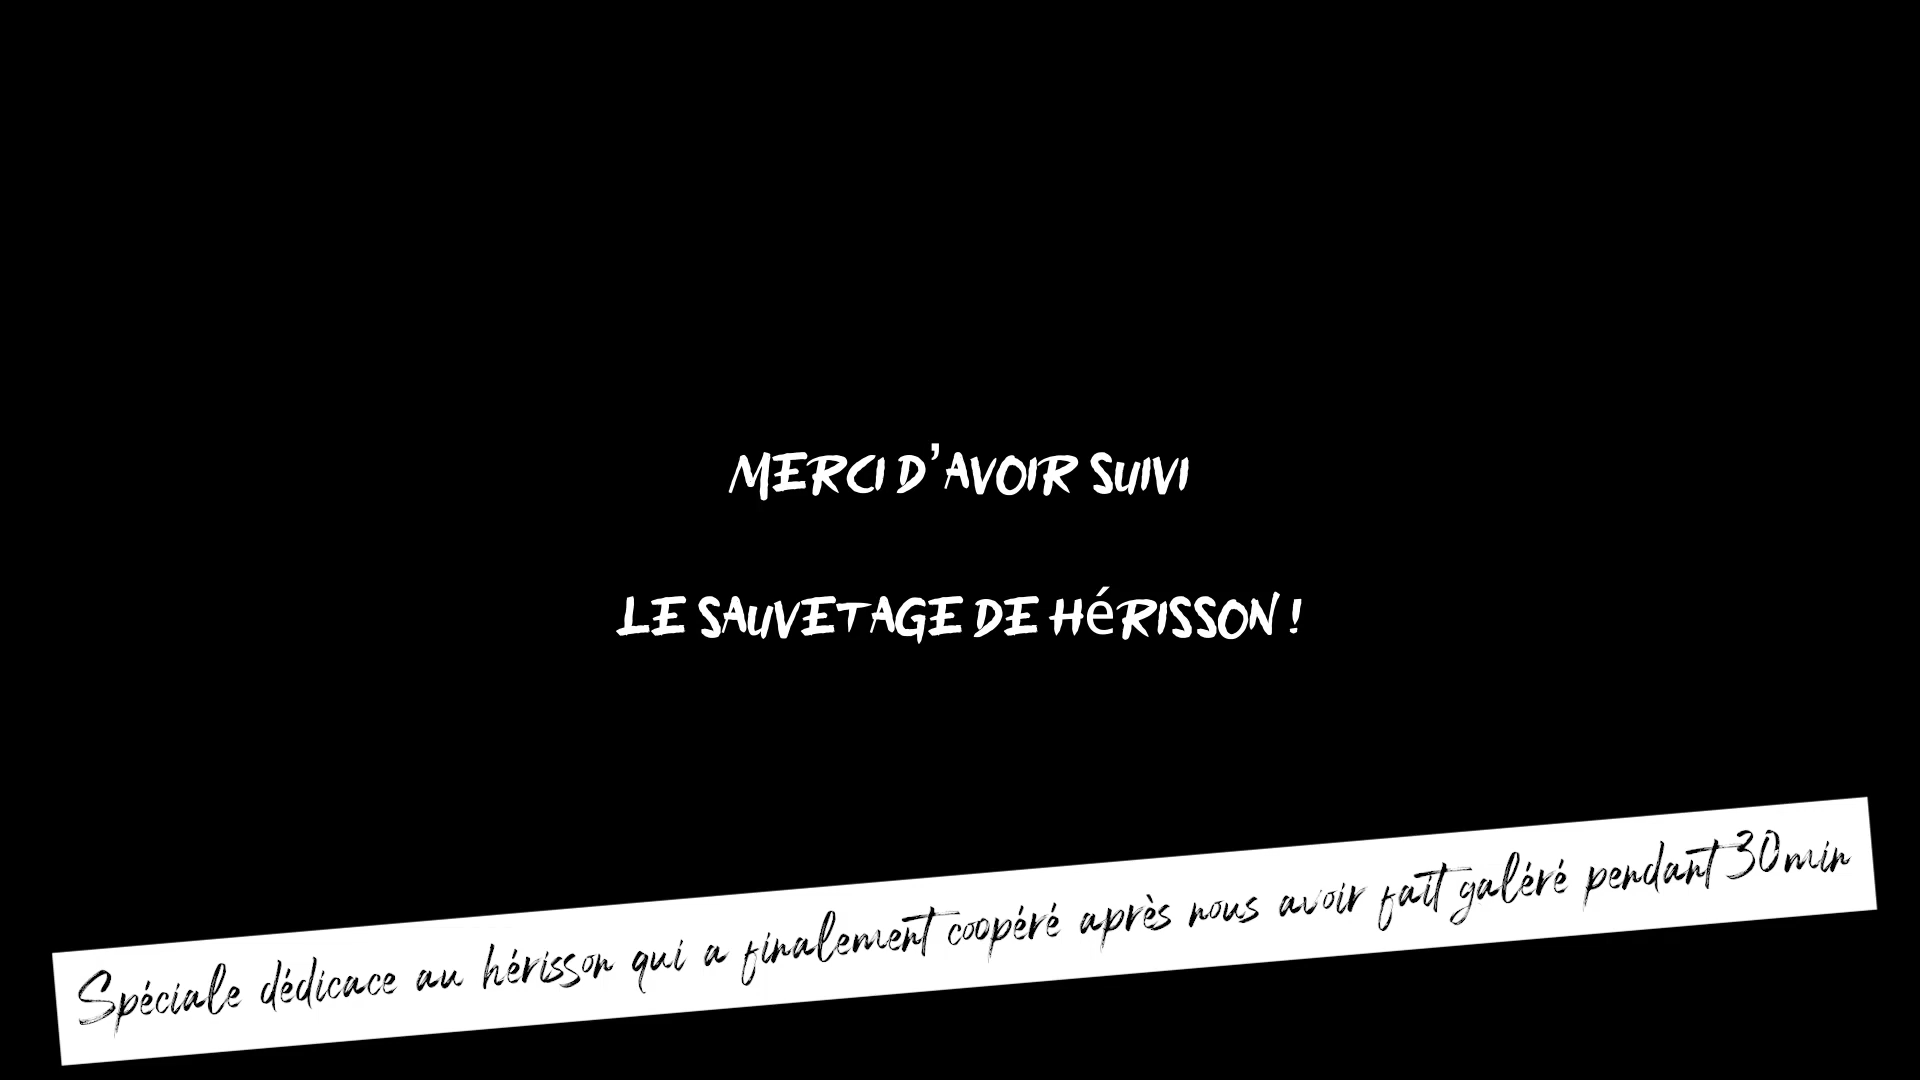 MERCI D'AVOIR SUIVI
LE SAUVETAGE DE HéRISSON !
Spéciale dédicace au hérisson qui a finalement coopéré après nous avoir fait galéré pendant 30min